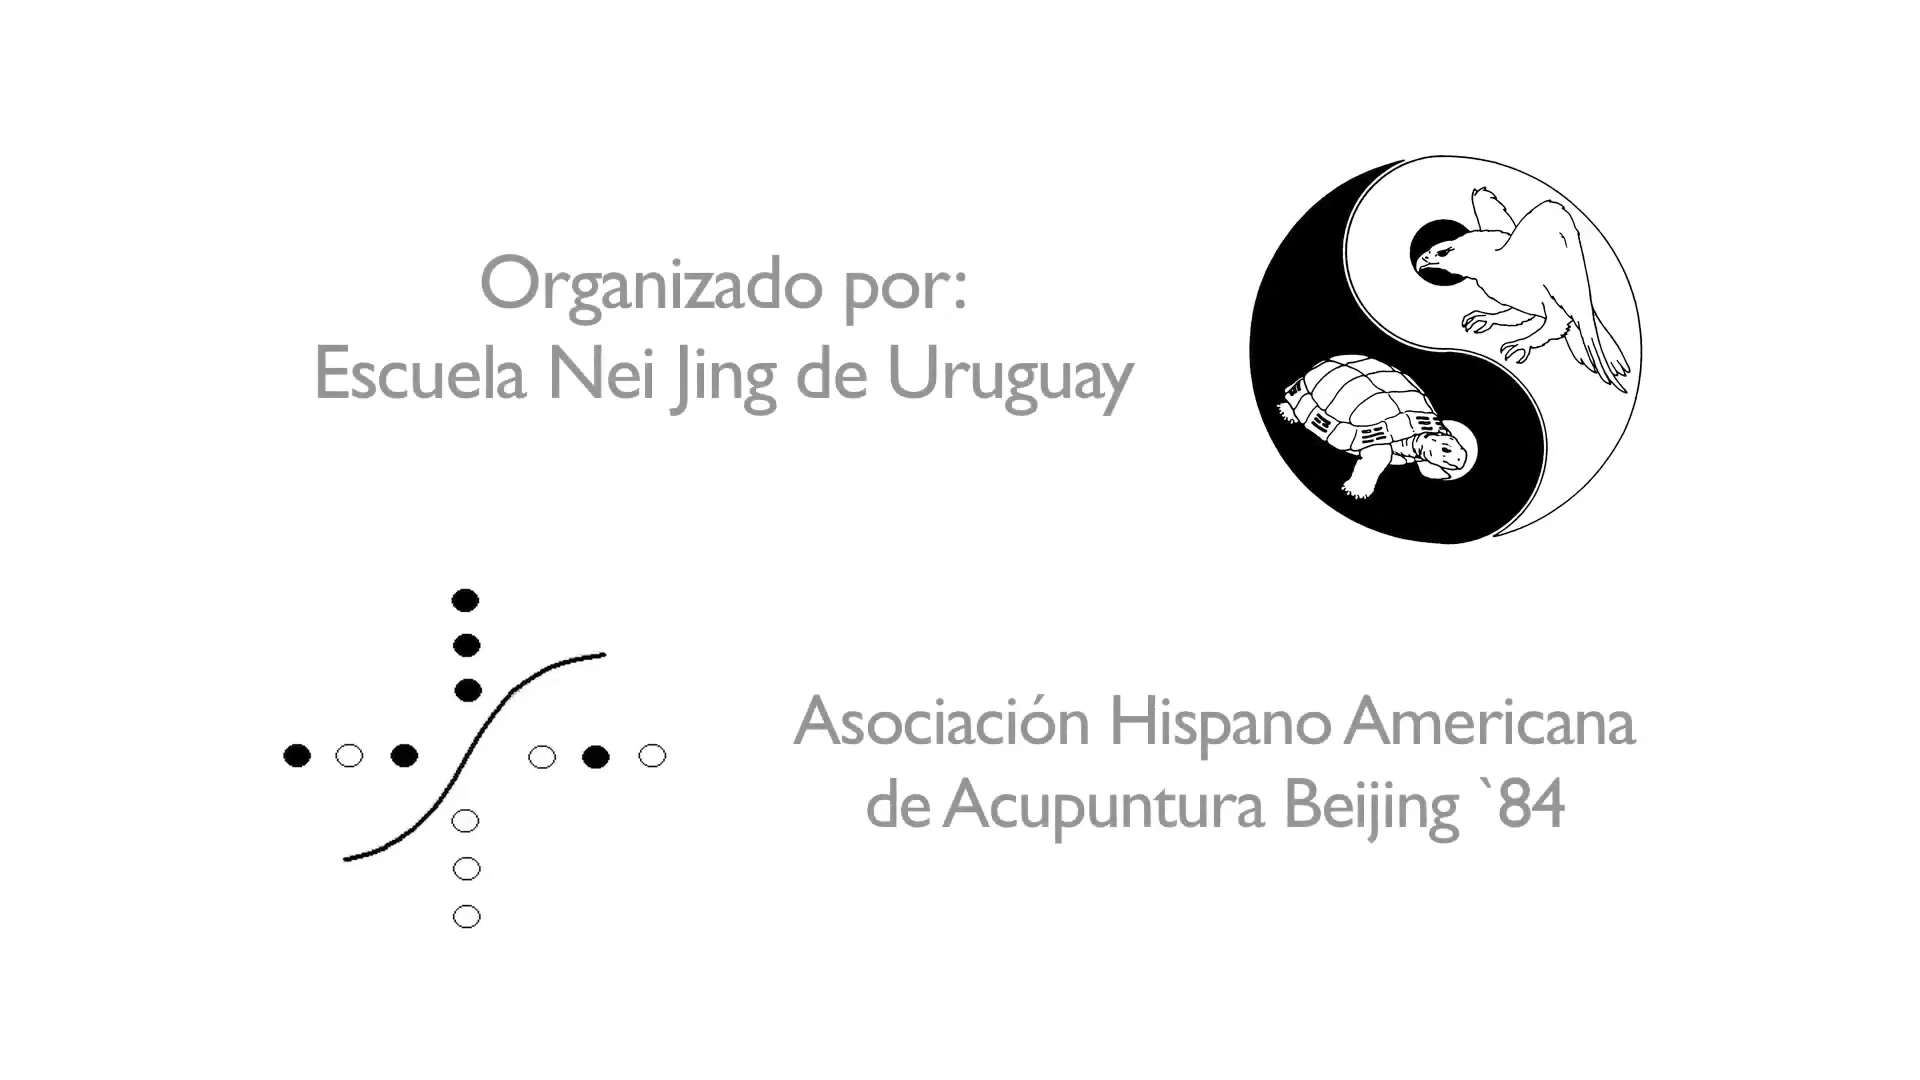 Organizado por:
Escuela Nei Jing de Uruguay
Asociación Hispano Americana
de Acupuntura Beijing `84